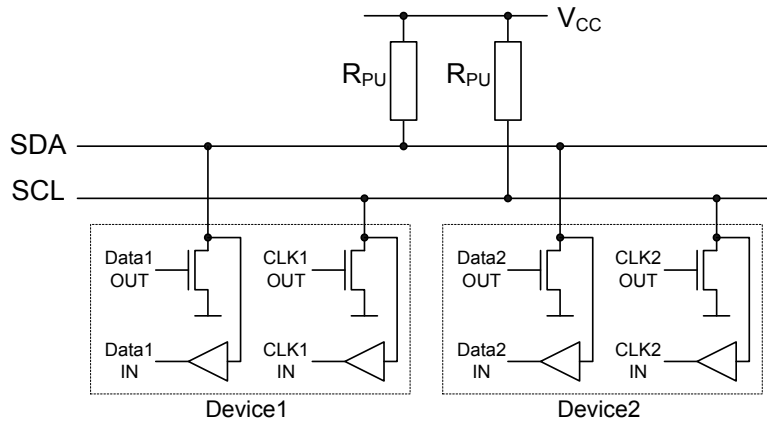 VCC
RPU RPU
SDA
SCL
Data1 OUT
CLK1 OUT
Data2 OUT
CLK2 OUT
Data1 IN
CLK1 IN
Data2 IN
CLK2 IN
Device1 Device2